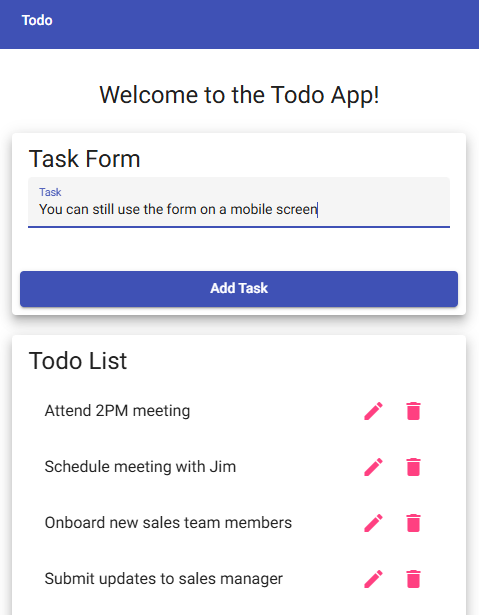 Todo
Welcome to the Todo App!
Task Form
Task
You can still use the form on a mobile screen
Add Task
Todo List
Attend 2PM meeting
Schedule meeting with Jim
Onboard new sales team members
Submit updates to sales manager